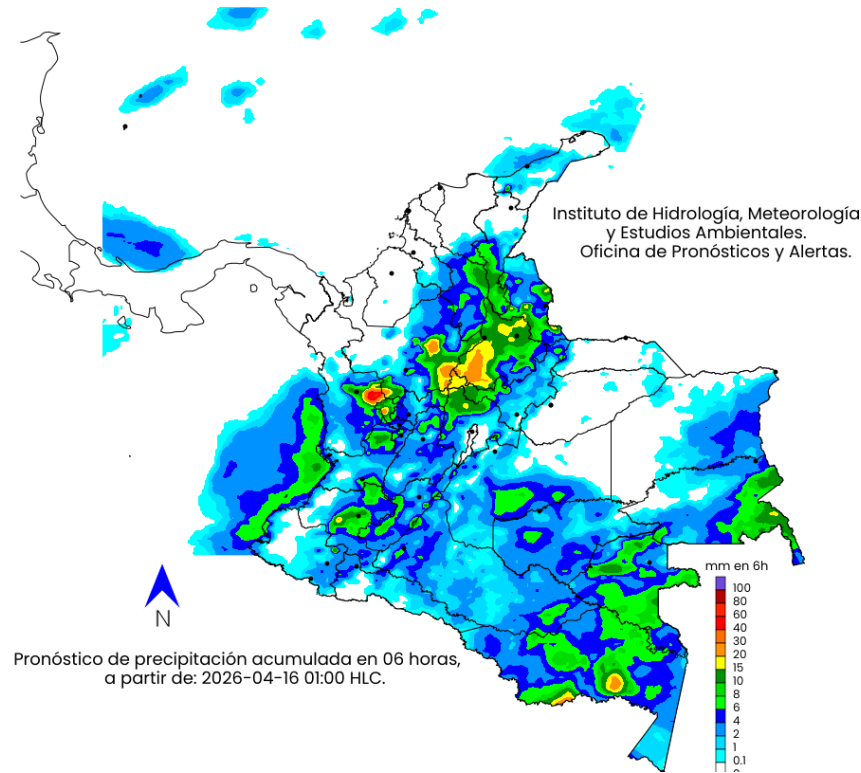 Instituto de Hidrología, Meteorología
y Estudios Ambientales.
Oficina de Pronósticos y Alertas.
N
Pronóstico de precipitación acumulada en 06 horas,
a partir de: 2026-04-16 01:00 HLC.
mm en 6h
100
80
60
40
30
20
15
10
8
6
4
2
1
0.1